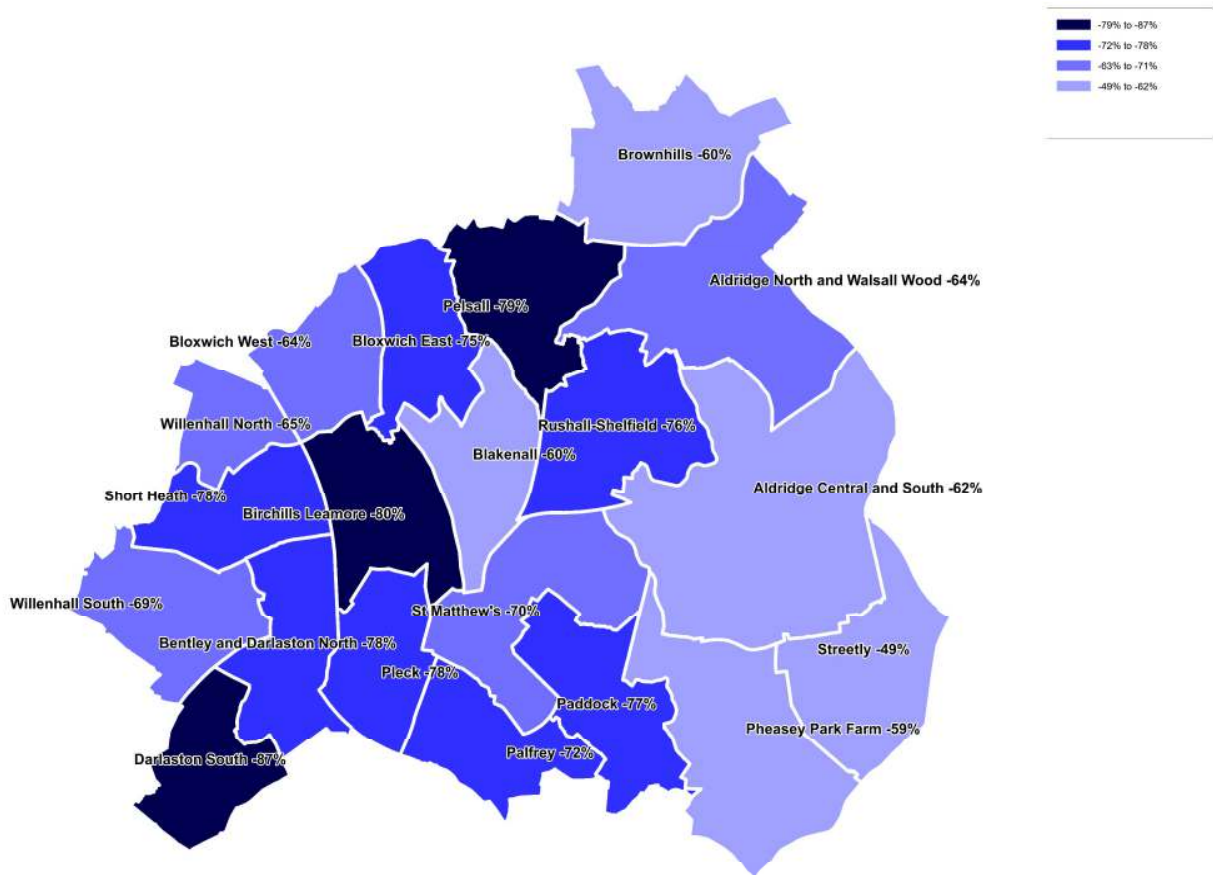 -79% to -87%
-72% to -78%
-63% to -71%
-49% to -62%
Brownhills -60%
Aldridge North and Walsall Wood -64%
Pelsall -79%
Bloxwich West -64%
Bloxwich East -75%
Willenhall North -65%
Rushall-Shelfield -76%
Blakenall -60%
Short Heath -78%
Aldridge Central and South -62%
Birchills Leamore -80%
Willenhall South -69%
St Matthew's -70%
Bentley and Darlaston North -78%
Streetly -49%
Pleck -78%
Paddock -77%
Pheasey Park Farm -59%
Palfrey -72%
Darlaston South -87%